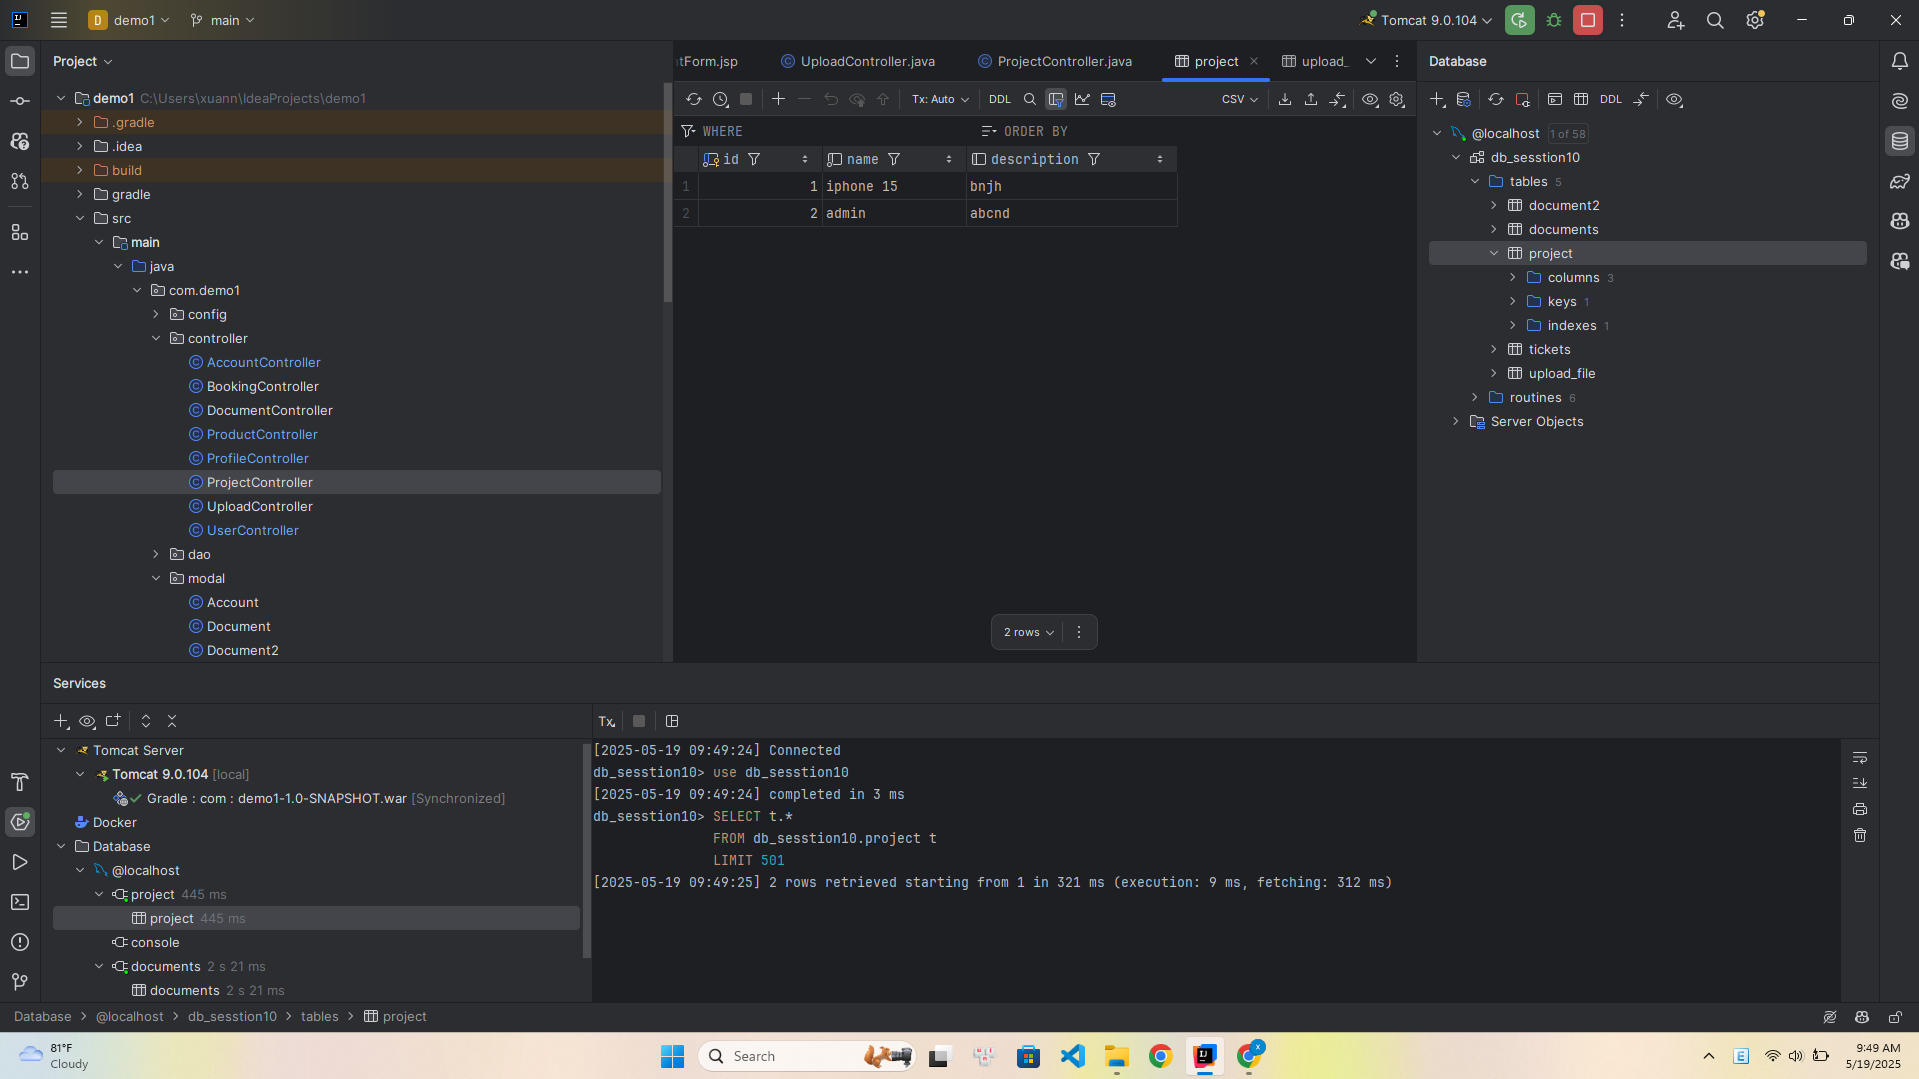 D demo1
main
Tomcat 9.0.104
Project
demo1 C:\Users\xuann\IdeaProjects\demo1
.gradle
.idea
build
gradle
src
main
java
com.demo1
config
controller
AccountController
BookingController
DocumentController
ProductController
ProfileController
ProjectController
UploadController
UserController
dao
modal
Account
Document
Document2
tForm.jsp
UploadController.java
ProjectController.java
project
upload_
Tx: Auto
DDL
CSV
WHERE
ORDER BY
id name description
1 1 iphone 15 bnjh
2 2 admin abcnd
2 rows
Database
DDL
@localhost 1 of 58
db_sesstion10
tables 5
document2
documents
project
columns 3
keys 1
indexes 1
tickets
upload_file
routines 6
Server Objects
Services
Tomcat Server
Tomcat 9.0.104 [local]
Gradle : com : demo1-1.0-SNAPSHOT.war [Synchronized]
Docker
Database
@localhost
project 445 ms
project 445 ms
console
documents 2 s 21 ms
documents 2 s 21 ms
Tx
[2025-05-19 09:49:24] Connected
db_sesstion10> use db_sesstion10
[2025-05-19 09:49:24] completed in 3 ms
db_sesstion10> SELECT t.*
FROM db_sesstion10.project t
LIMIT 501
[2025-05-19 09:49:25] 2 rows retrieved starting from 1 in 321 ms (execution: 9 ms, fetching: 312 ms)
Database > @localhost > db_sesstion10 > tables > project
81°F
Cloudy
Search
9:49 AM
5/19/2025